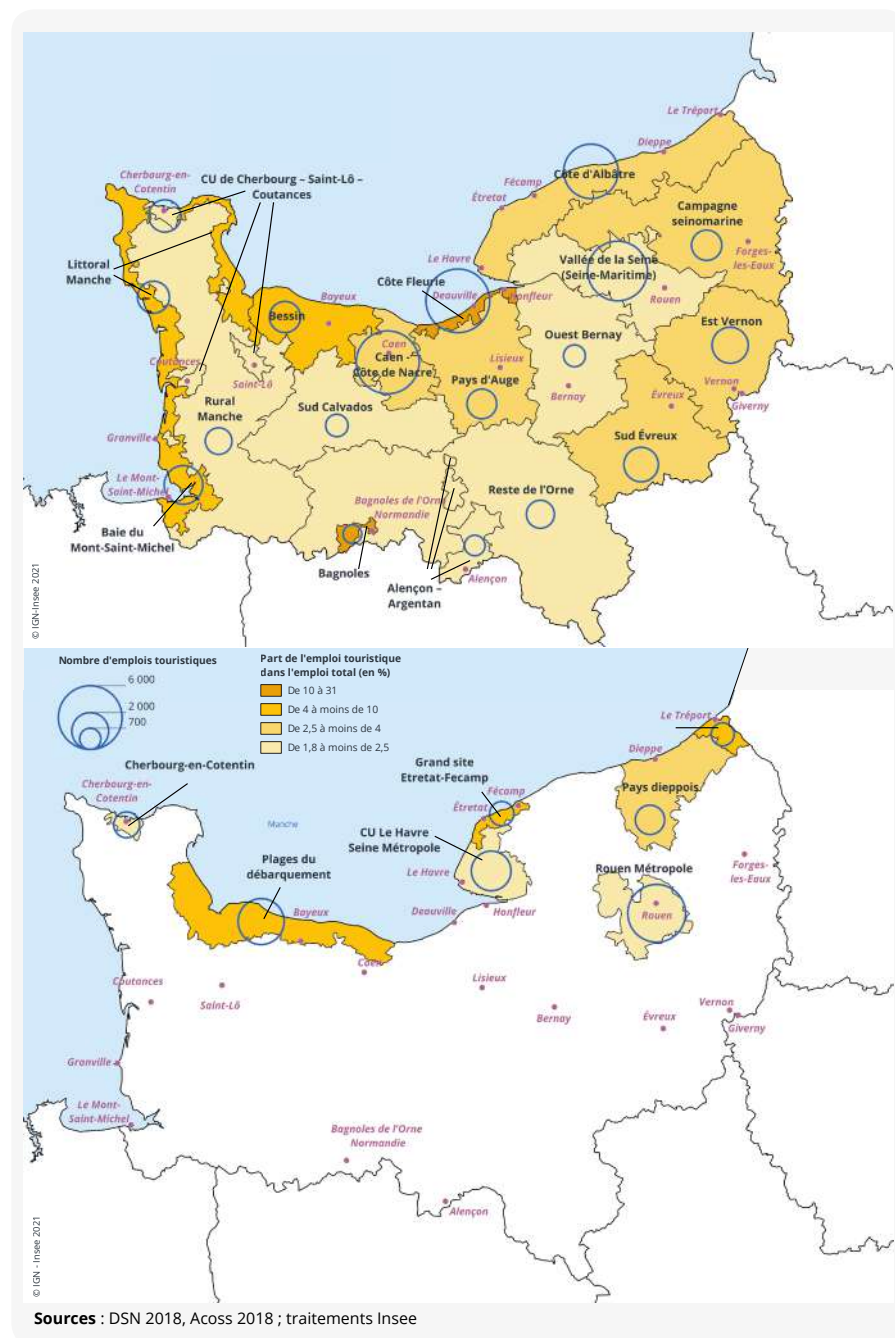 Le Tréport
Dieppe
Cherbourg-en-
Cotentin
CU de Cherbourg – Saint-Lô –
Coutances
Côte d'Albâtre
Fécamp
Étretat
Campagne
seinomarine
Forges-
les-Eaux
Littoral
Manche
Le Havre
Vallée de la Seine
(Seine-Maritime)
Côte Fleurie
Deauville
Honfleur
Rouen
Bayeux
Bessin
Est Vernon
Ouest Bernay
Caen
Caen -
Côte de Nacre
Lisieux
Pays d'Auge
Coutances
Saint-Lô
Bernay
Vernon
Giverny
Évreux
Rural
Manche
Sud Calvados
Granville
Sud Évreux
Le Mont-
Saint-Michel
Reste de l'Orne
Bagnoles de l'Orne
Normandie
Baie du
Mont-Saint-Michel
Bagnoles
Alençon –
Argentan
Alençon
© IGN-Insee 2021
Nombre d'emplois touristiques
6 000
2 000
700
Part de l'emploi touristique
dans l'emploi total (en %)
De 10 à 31
De 4 à moins de 10
De 2,5 à moins de 4
De 1,8 à moins de 2,5
Le Tréport
Dieppe
Cherbourg-en-Cotentin
Cherbourg-en-
Cotentin
Grand site
Etretat-Fecamp
Fécamp
Étretat
Pays dieppois
Manche
CU Le Havre
Seine Métropole
Plages du
débarquement
Le Havre
Rouen Métropole
Forges-
les-Eaux
Bayeux
Deauville
Honfleur
Rouen
Caen
Coutances
Saint-Lô
Lisieux
Bernay
Évreux
Vernon
Giverny
Granville
Le Mont-
Saint-Michel
Bagnoles de l'Orne
Normandie
Alençon
© IGN - Insee 2021
Sources : DSN 2018, Acoss 2018 ; traitements Insee